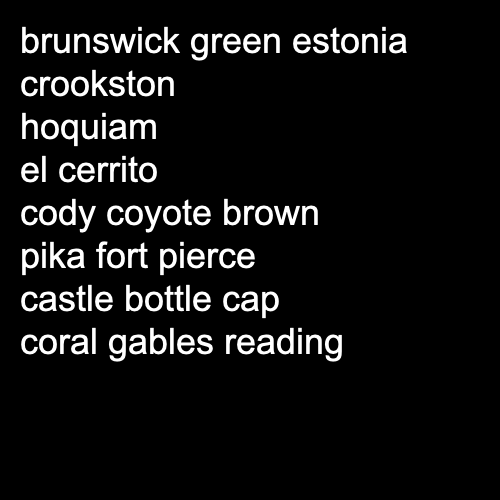 brunswick green estonia
crookston
hoquiam
el cerrito
cody coyote brown
pika fort pierce
castle bottle cap
coral gables reading